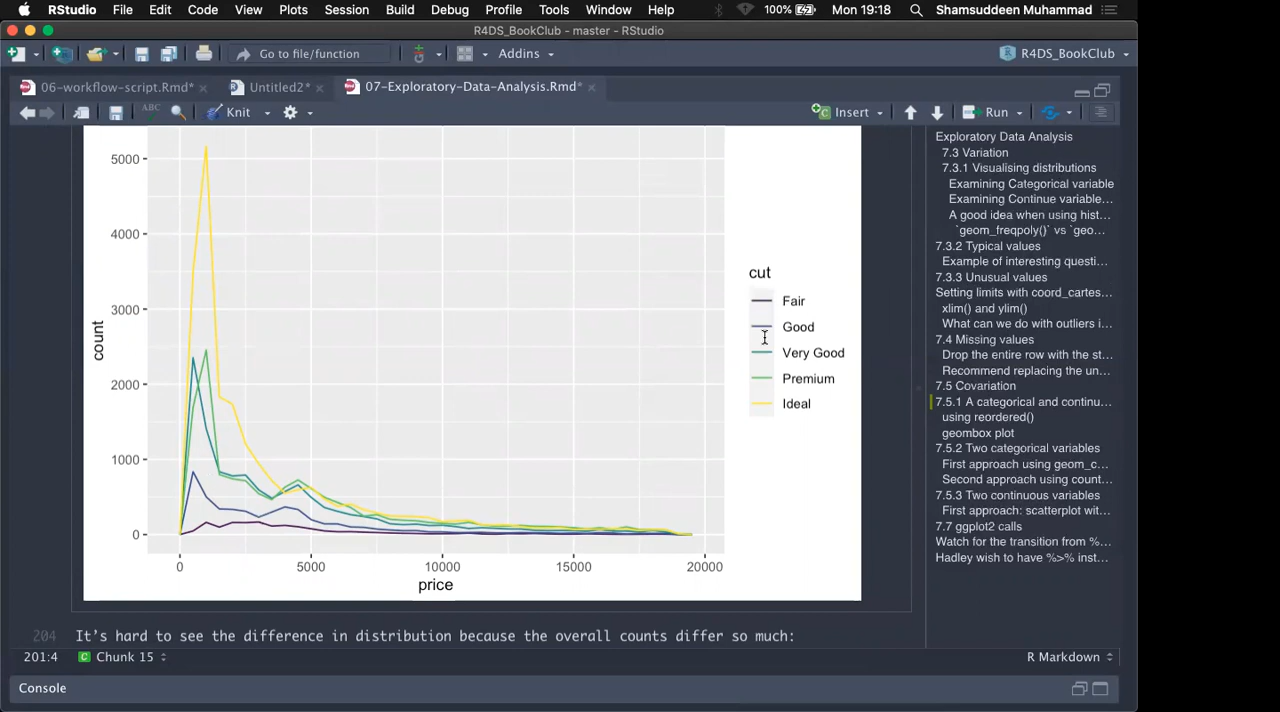 RStudio File Edit Code View Plots Session Build Debug Profile Tools Window Help 100% Mon 19:18 Shamsuddeen Muhammad
R4DS_BookClub - master - RStudio
Go to file/function Addins R4DS_BookClub
06-workflow-script.Rmd* Untitled2* 07-Exploratory-Data-Analysis.Rmd*
ABC Knit Insert Run
5000
4000
3000
2000
1000
0
count
0 5000 10000 15000 20000
price
cut
Fair
Good
Very Good
Premium
Ideal
Exploratory Data Analysis
7.3 Variation
7.3.1 Visualising distributions
Examining Categorical variable
Examining Continue variable...
A good idea when using hist...
`geom_freqpoly()` vs `geo...
7.3.2 Typical values
Example of interesting questi...
7.3.3 Unusual values
Setting limits with coord_cartes...
xlim() and ylim()
What can we do with outliers i...
7.4 Missing values
Drop the entire row with the st...
Recommend replacing the un...
7.5 Covariation
7.5.1 A categorical and continu...
using reordered()
geombox plot
7.5.2 Two categorical variables
First approach using geom_c...
Second approach using count...
7.5.3 Two continuous variables
First approach: scatterplot wit...
7.7 ggplot2 calls
Watch for the transition from %...
Hadley wish to have %>% inst...
204 It's hard to see the difference in distribution because the overall counts differ so much:
201:4 C Chunk 15 R Markdown
Console